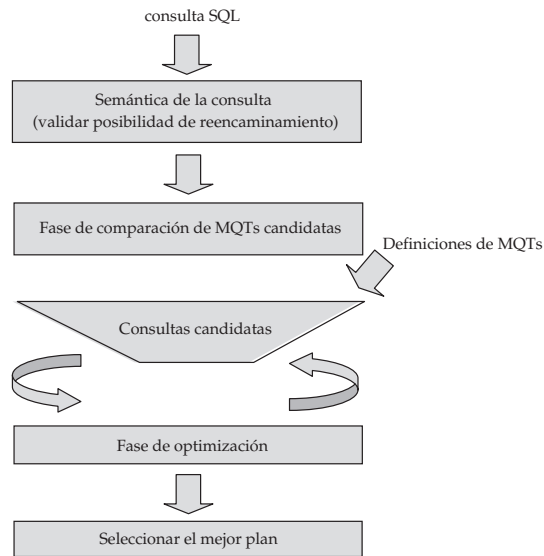 consulta SQL
Semántica de la consulta
(validar posibilidad de reencaminamiento)
Fase de comparación de MQTs candidatas
Definiciones de MQTs
Consultas candidatas
Fase de optimización
Seleccionar el mejor plan